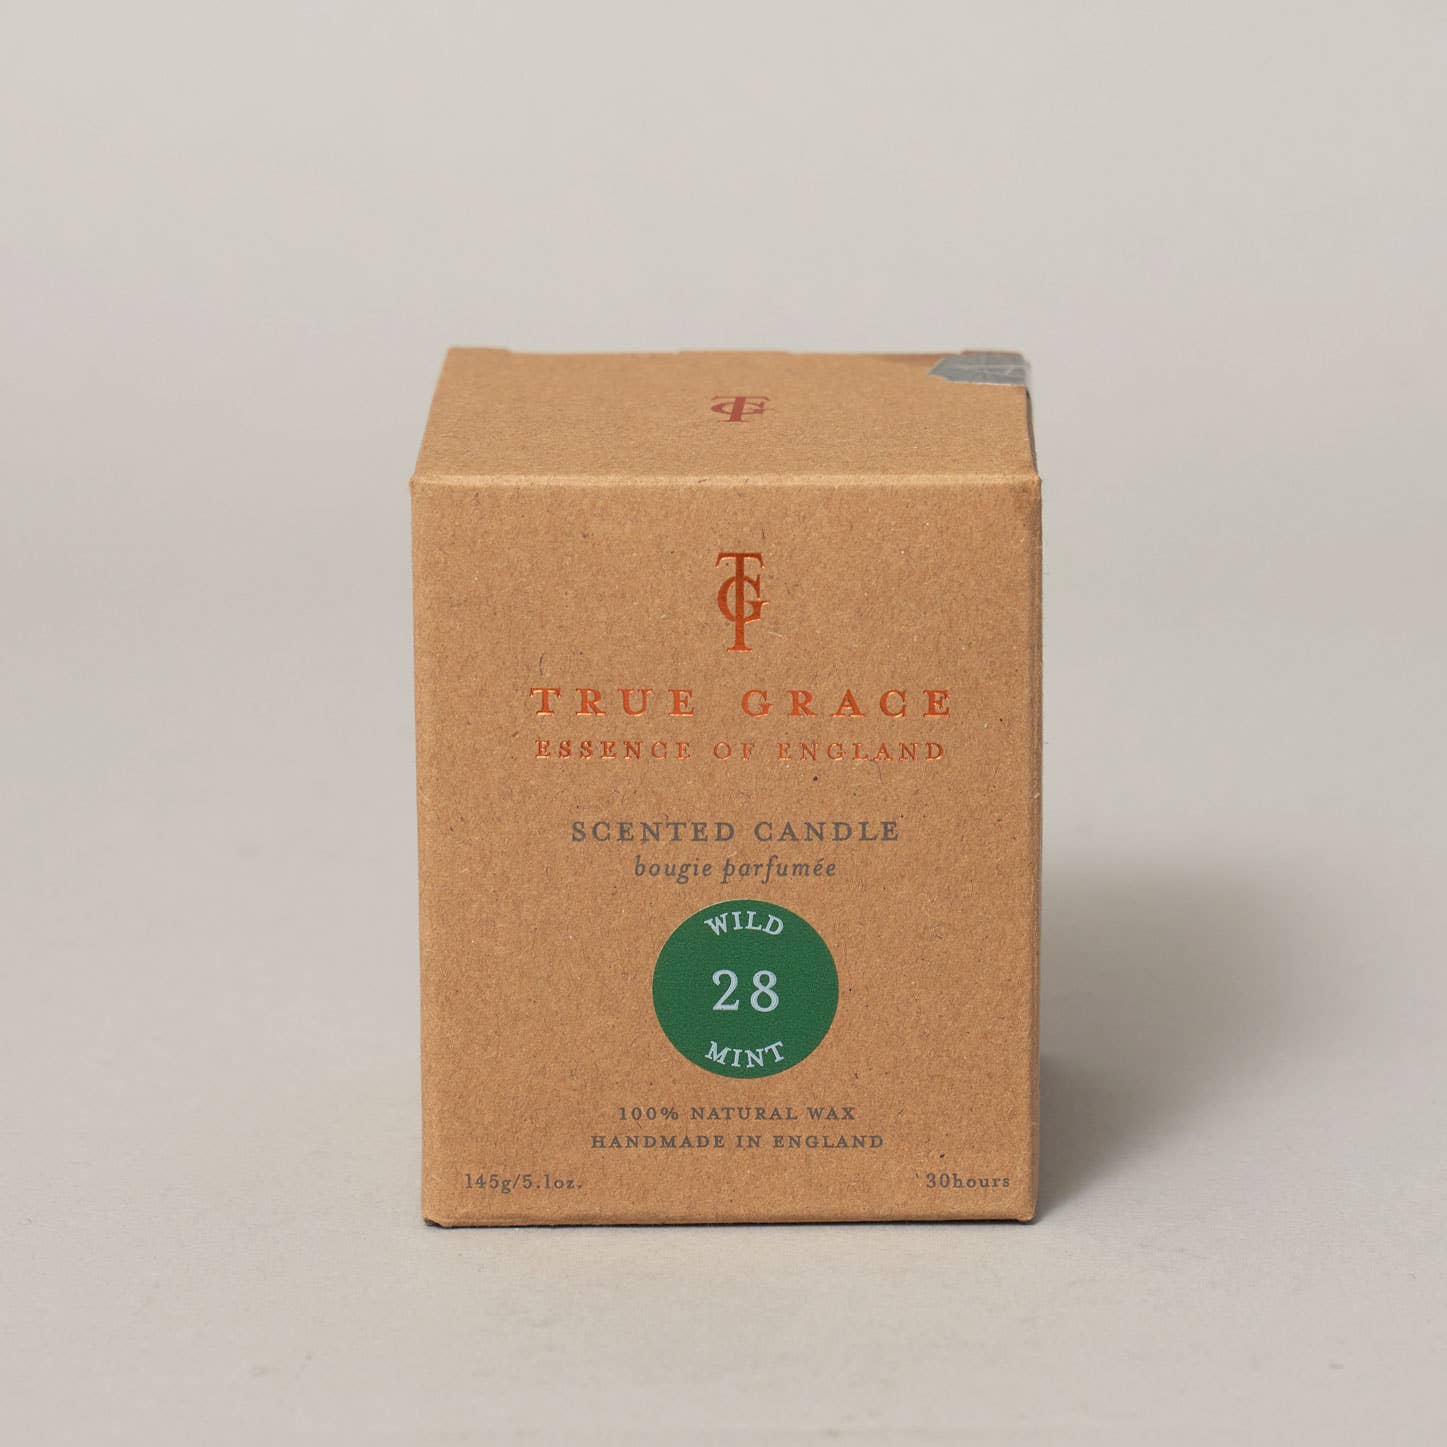 TG
TG
TRUE GRACE
ESSENCE OF ENGLAND
SCENTED CANDLE
bougie parfumée
WILD
28
MINT
100% NATURAL WAX
HANDMADE IN ENGLAND
145g/5.1oz.
30hours